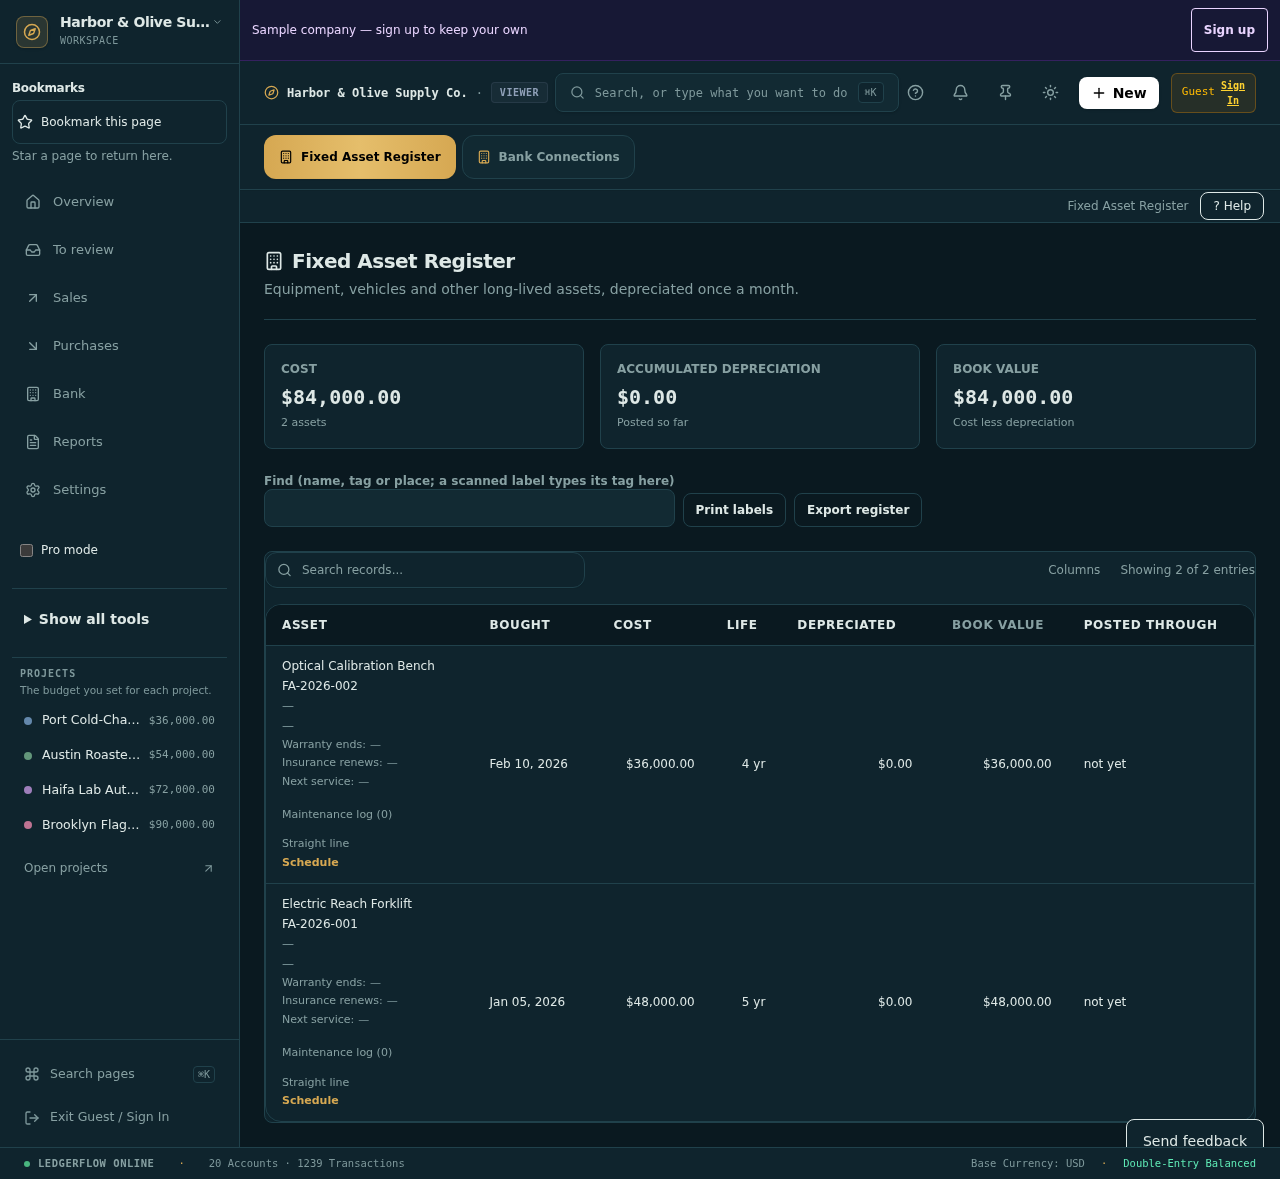 Harbor & Olive Su...
WORKSPACE
Bookmarks
Bookmark this page
Star a page to return here.
Overview
To review
Sales
Purchases
Bank
Reports
Settings
Pro mode
Show all tools
PROJECTS
The budget you set for each project.
Port Cold-Cha... $36,000.00
Austin Roaste... $54,000.00
Haifa Lab Aut... $72,000.00
Brooklyn Flag... $90,000.00
Open projects
Search pages ⌘K
Exit Guest / Sign In
Sample company — sign up to keep your own
Sign up
Harbor & Olive Supply Co. · VIEWER
Search, or type what you want to do ⌘K
+ New
Guest Sign In
Fixed Asset Register
Bank Connections
Fixed Asset Register
? Help
Fixed Asset Register
Equipment, vehicles and other long-lived assets, depreciated once a month.
COST
$84,000.00
2 assets
ACCUMULATED DEPRECIATION
$0.00
Posted so far
BOOK VALUE
$84,000.00
Cost less depreciation
Find (name, tag or place; a scanned label types its tag here)
Print labels
Export register
Search records...
Columns
Showing 2 of 2 entries
ASSET BOUGHT COST LIFE DEPRECIATED BOOK VALUE POSTED THROUGH
Optical Calibration Bench
FA-2026-002
—
—
Warranty ends: —
Insurance renews: —
Next service: —
Maintenance log (0)
Straight line
Schedule
Feb 10, 2026 $36,000.00 4 yr $0.00 $36,000.00 not yet
Electric Reach Forklift
FA-2026-001
—
—
Warranty ends: —
Insurance renews: —
Next service: —
Maintenance log (0)
Straight line
Schedule
Jan 05, 2026 $48,000.00 5 yr $0.00 $48,000.00 not yet
Send feedback
LEDGERFLOW ONLINE · 20 Accounts · 1239 Transactions
Base Currency: USD · Double-Entry Balanced